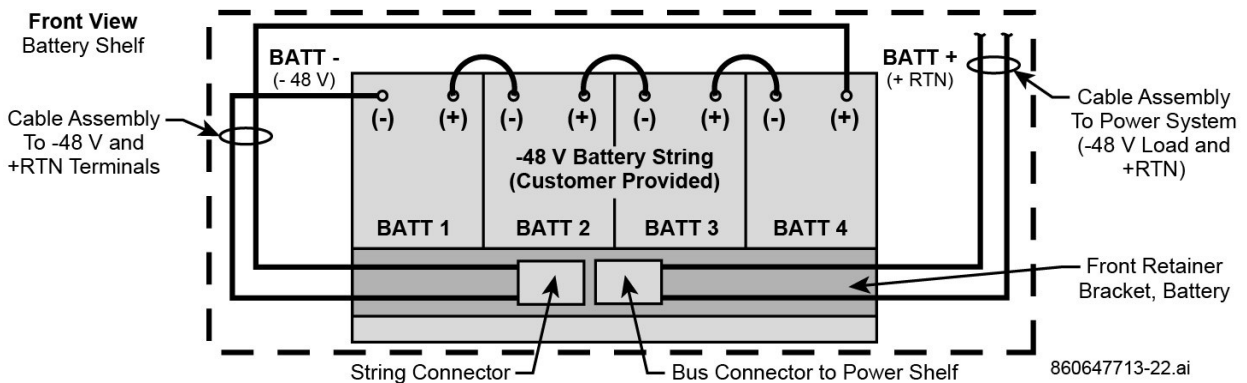 Front View
Battery Shelf
BATT -
(- 48 V)
BATT +
(+ RTN)
Cable Assembly
To -48 V and
+RTN Terminals
Cable Assembly
To Power System
(-48 V Load and
+RTN)
(-) (+) (-) (+) (-) (+) (-) (+)
-48 V Battery String
(Customer Provided)
BATT 1 BATT 2 BATT 3 BATT 4
Front Retainer
Bracket, Battery
String Connector
Bus Connector to Power Shelf
860647713-22.ai